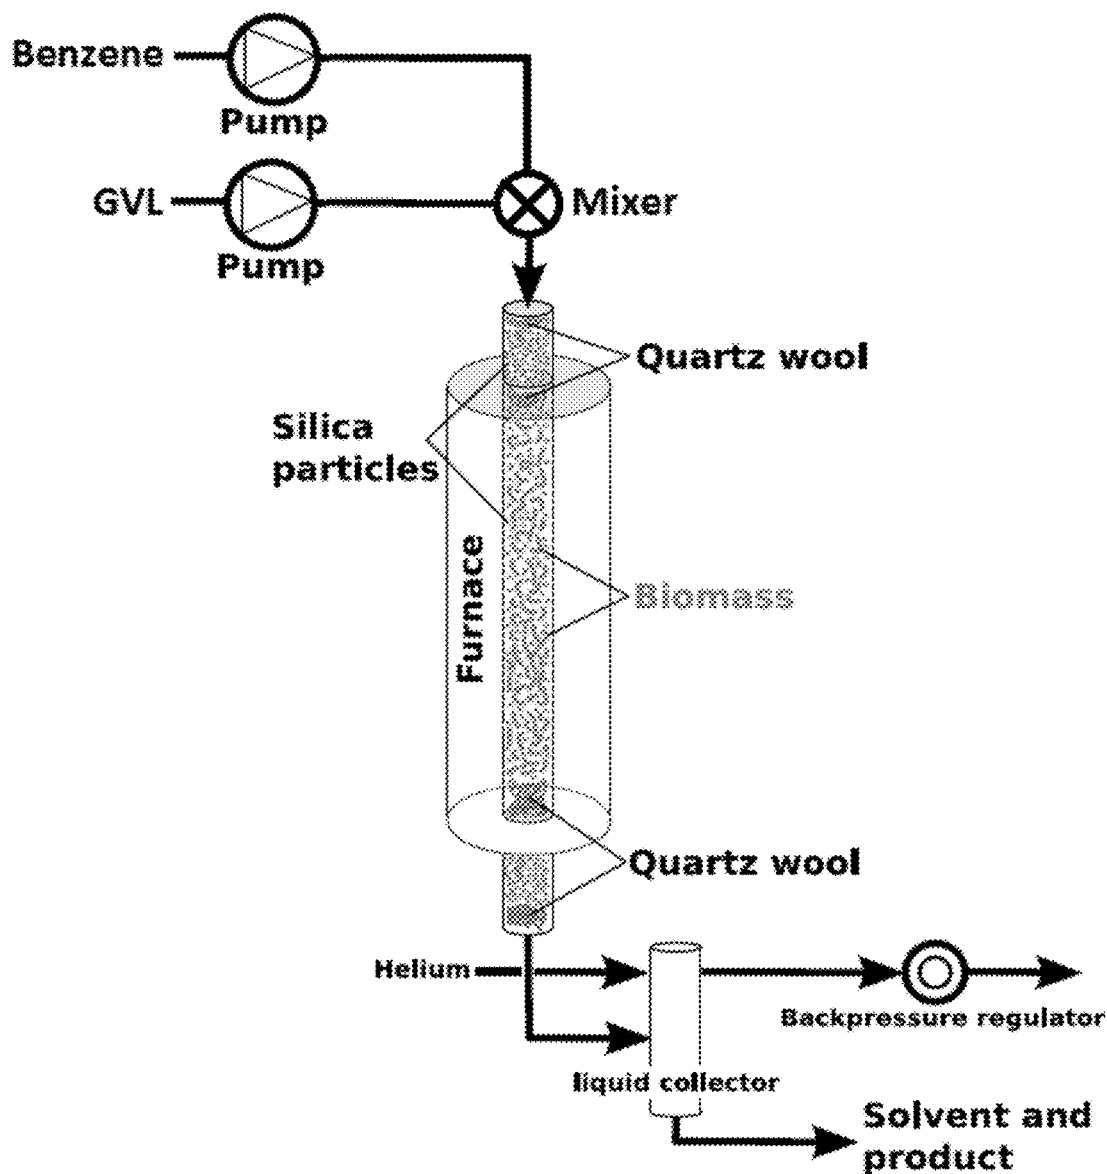 Benzene
Pump
GVL
Mixer
Pump
Quartz wool
Silica
particles
Furnace
Biomass
Quartz wool
Helium
Backpressure regulator
liquid collector
Solvent and
product